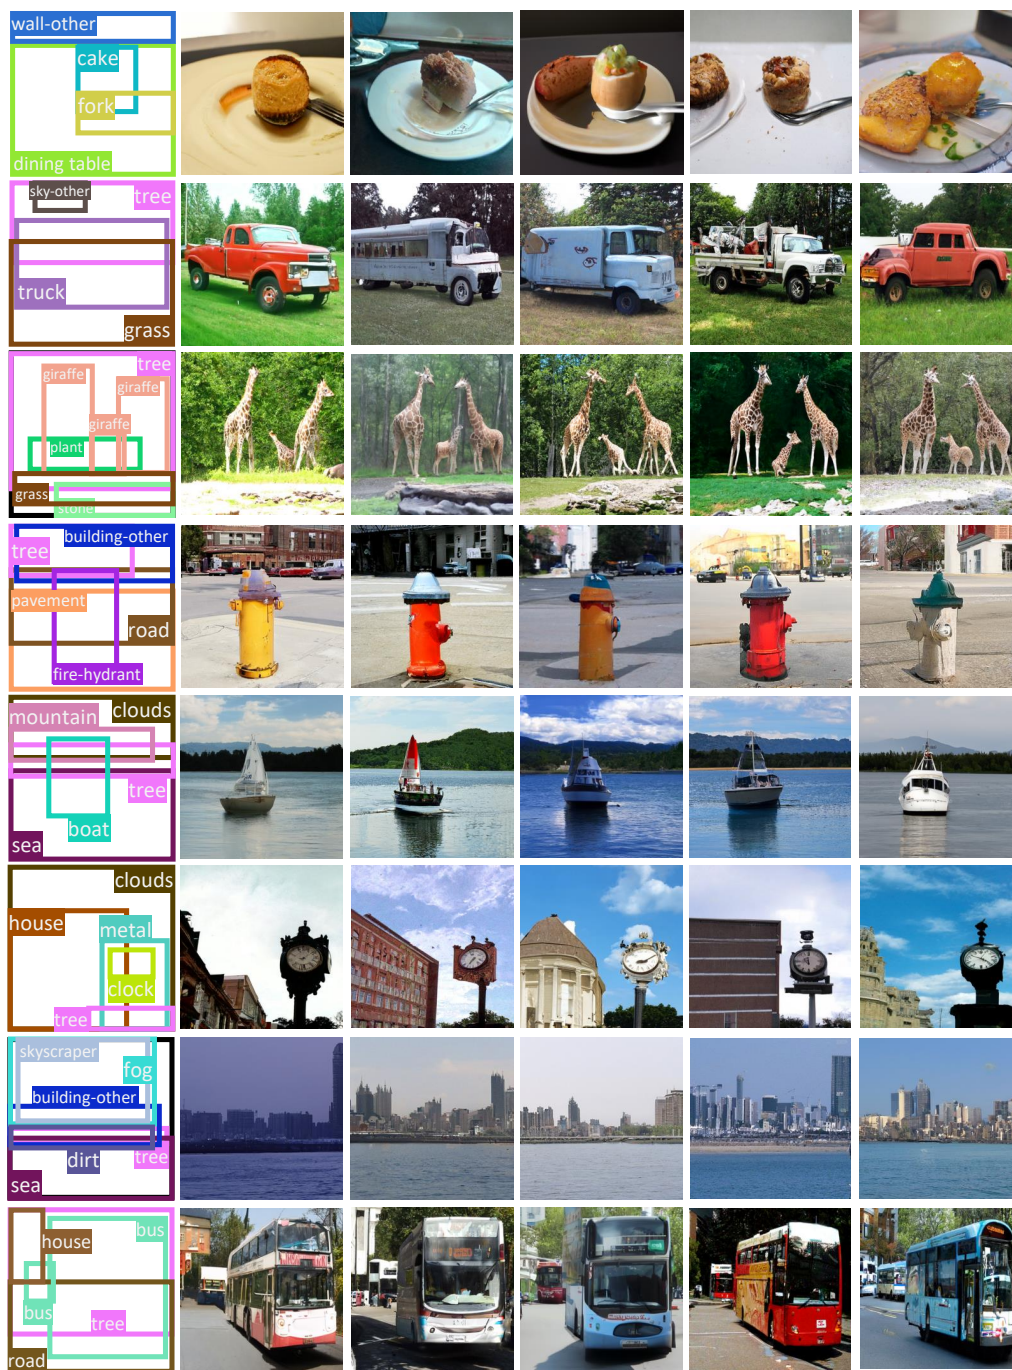 wall-other
cake
fork
dining table
sky-other
tree
truck
grass
tree
giraffe
giraffe
giraffe
plant
grass
stone
building-other
tree
pavement
road
fire-hydrant
clouds
mountain
tree
boat
sea
clouds
house
metal
clock
tree
skyscraper
fog
building-other
tree
dirt
sea
bus
house
bus
tree
road